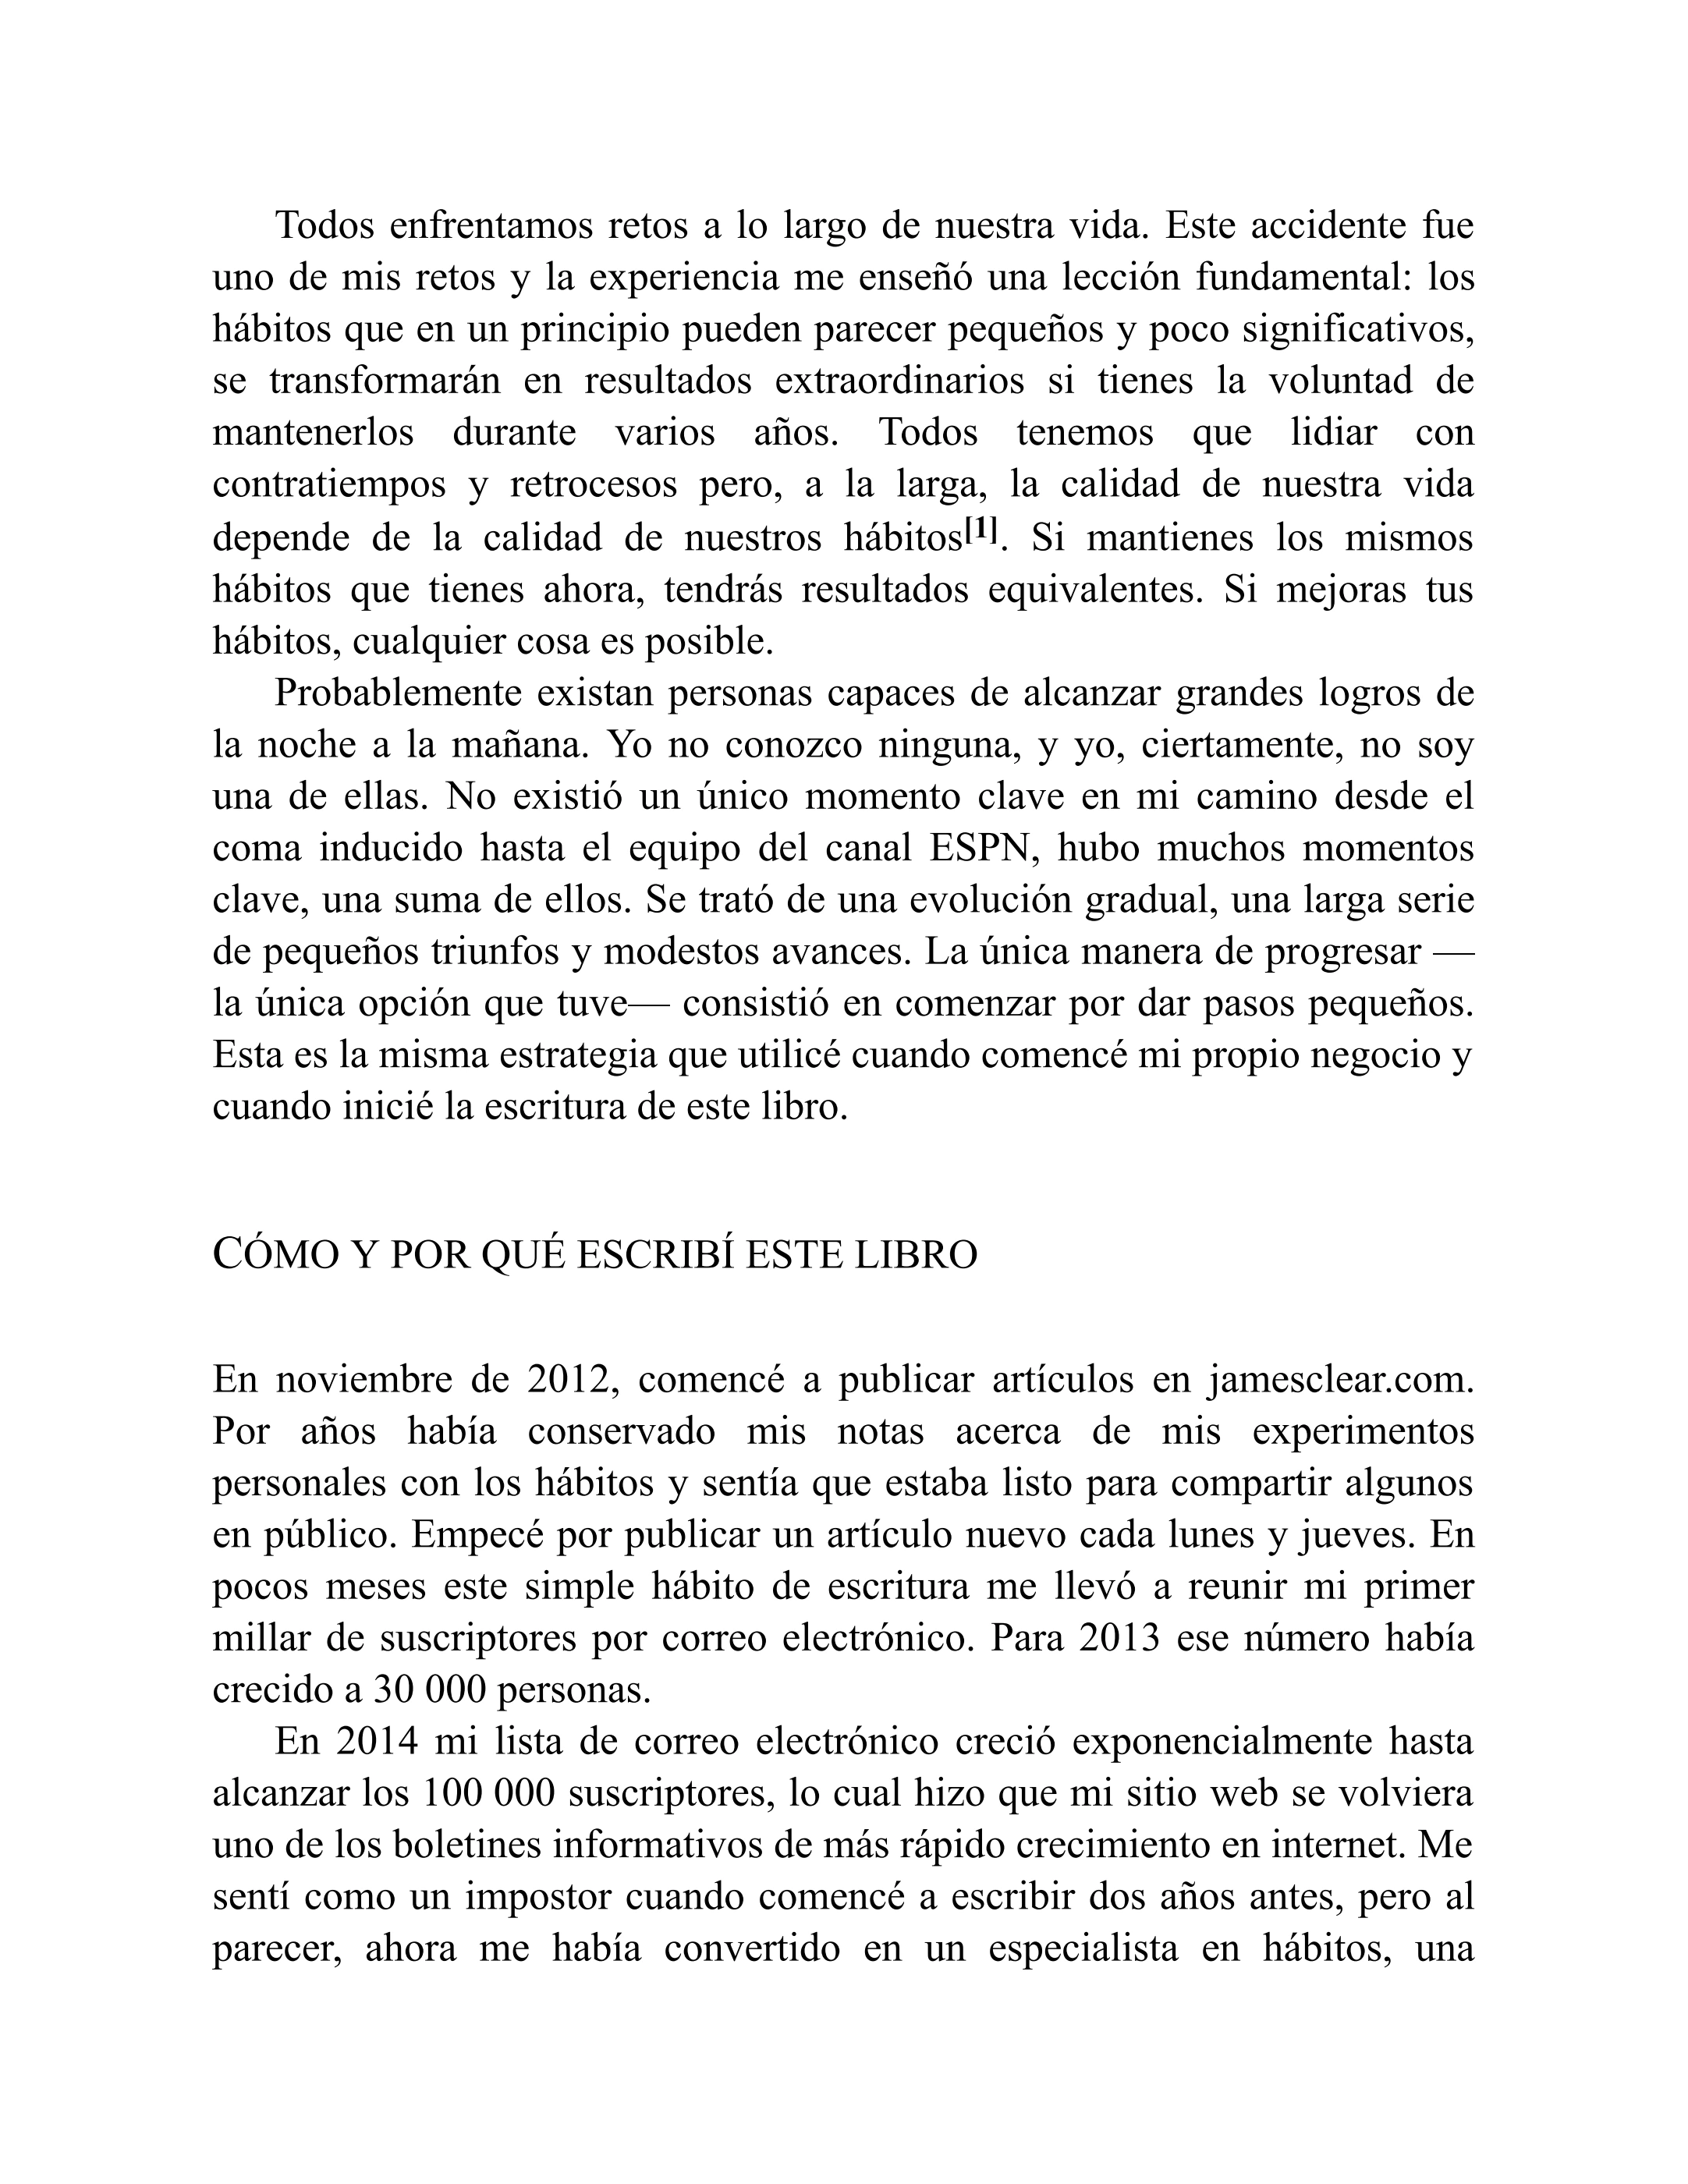 Todos enfrentamos retos a lo largo de nuestra vida. Este accidente fue
uno de mis retos y la experiencia me enseñó una lección fundamental: los
hábitos que en un principio pueden parecer pequeños y poco significativos,
se transformarán en resultados extraordinarios si tienes la voluntad de
mantenerlos durante varios años. Todos tenemos que lidiar con
contratiempos y retrocesos pero, a la larga, la calidad de nuestra vida
depende de la calidad de nuestros hábitos[1]. Si mantienes los mismos
hábitos que tienes ahora, tendrás resultados equivalentes. Si mejoras tus
hábitos, cualquier cosa es posible.
Probablemente existan personas capaces de alcanzar grandes logros de
la noche a la mañana. Yo no conozco ninguna, y yo, ciertamente, no soy
una de ellas. No existió un único momento clave en mi camino desde el
coma inducido hasta el equipo del canal ESPN, hubo muchos momentos
clave, una suma de ellos. Se trató de una evolución gradual, una larga serie
de pequeños triunfos y modestos avances. La única manera de progresar —
la única opción que tuve— consistió en comenzar por dar pasos pequeños.
Esta es la misma estrategia que utilicé cuando comencé mi propio negocio y
cuando inicié la escritura de este libro.
CÓMO Y POR QUÉ ESCRIBÍ ESTE LIBRO
En noviembre de 2012, comencé a publicar artículos en jamesclear.com.
Por años había conservado mis notas acerca de mis experimentos
personales con los hábitos y sentía que estaba listo para compartir algunos
en público. Empecé por publicar un artículo nuevo cada lunes y jueves. En
pocos meses este simple hábito de escritura me llevó a reunir mi primer
millar de suscriptores por correo electrónico. Para 2013 ese número había
crecido a 30 000 personas.
En 2014 mi lista de correo electrónico creció exponencialmente hasta
alcanzar los 100 000 suscriptores, lo cual hizo que mi sitio web se volviera
uno de los boletines informativos de más rápido crecimiento en internet. Me
sentí como un impostor cuando comencé a escribir dos años antes, pero al
parecer, ahora me había convertido en un especialista en hábitos, una